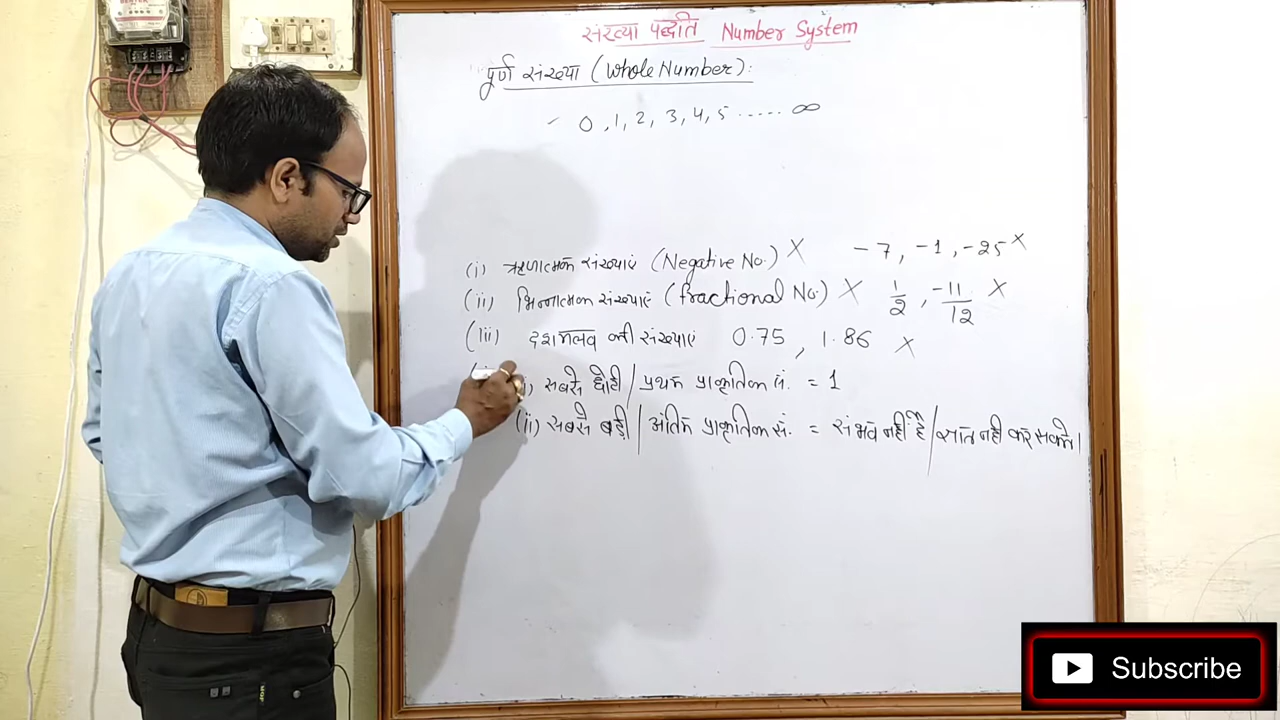 संख्या पद्धति Number System
पूर्ण संख्या (Whole Number):
0, 1, 2, 3, 4, 5 ..... ∞
(i) ऋणात्मक संख्याएं (Negative No.) X -7, -1, -25 X
(ii) भिन्नात्मक संख्याएं (fractional No.) X 1/2, -11/12 X
(iii) दशमलव की संख्याएं 0.75, 1.86 X
i) सबसे छोटी / प्रथम प्राकृतिक सं. = 1
(ii) सबसे बड़ी / अंतिम प्राकृतिक सं. = संभव नही है / ज्ञात नही कर सकते।
Subscribe